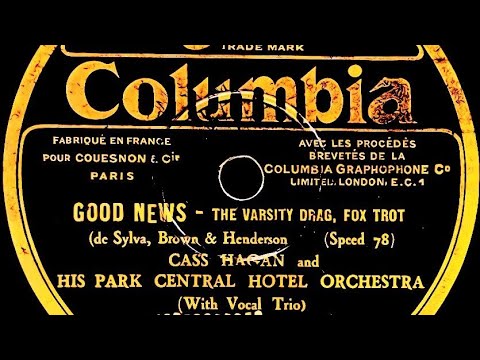 TRADE MARK
Columbia
FABRIQUÉ EN FRANCE
POUR COUESNON & Cie
PARIS
AVEC LES PROCÉDÉS
BREVETÉS DE LA
COLUMBIA GRAPHOPHONE Co
LIMITED. LONDON. E.C.1
GOOD NEWS - THE VARSITY DRAG, FOX TROT
(de Sylva, Brown & Henderson (Speed 78)
CASS HAGAN and
HIS PARK CENTRAL HOTEL ORCHESTRA
(With Vocal Trio)